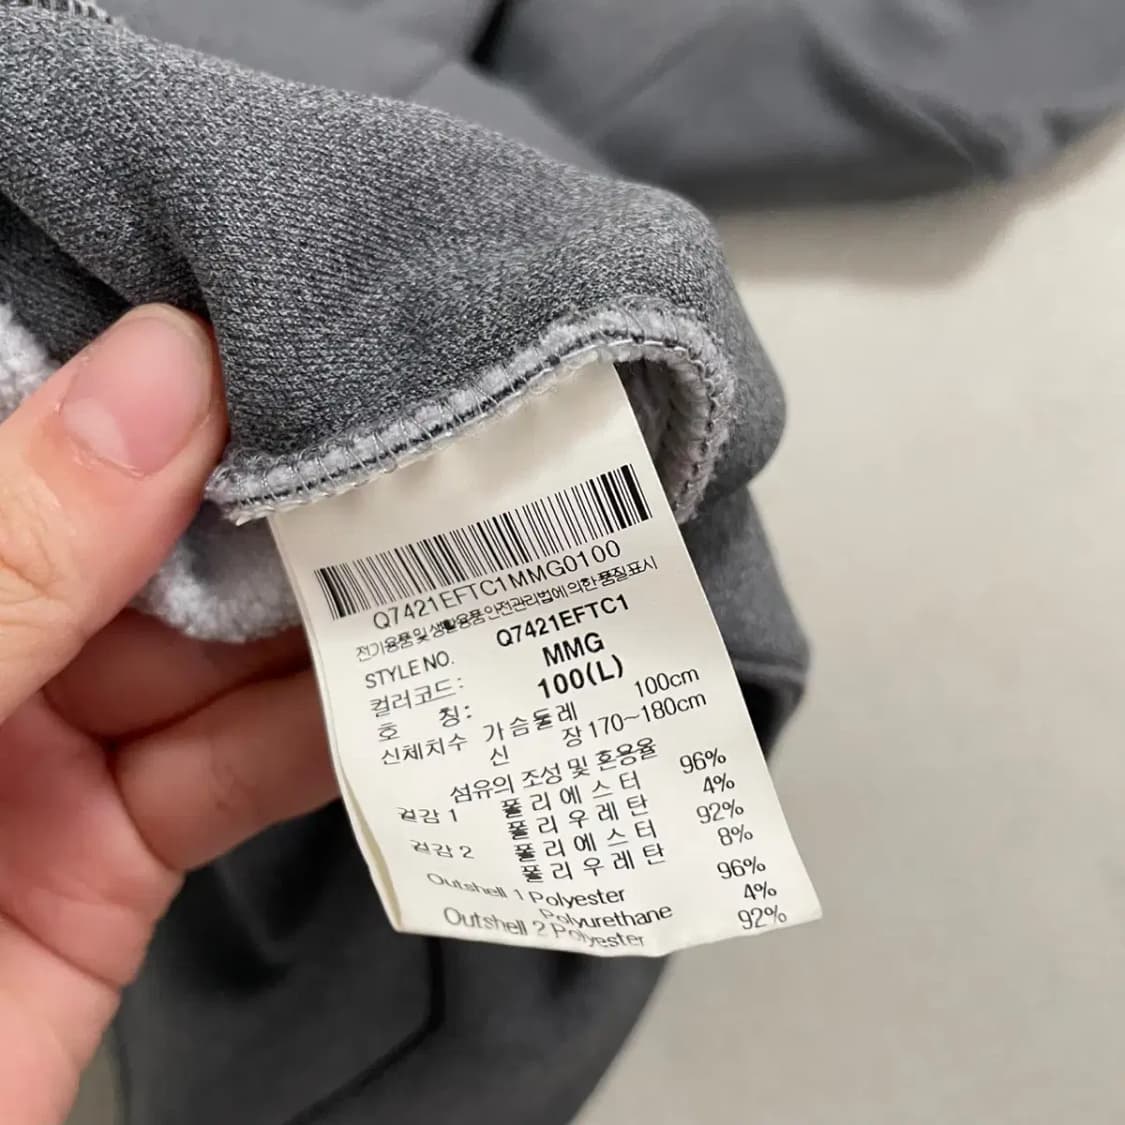 Q7421EFTC1MMG0100
전기용품및생활용품안전관리법에의한품질표시
STYLE NO. Q7421EFTC1
컬러코드: MMG
호 칭: 100(L)
신체치수 가슴둘레 100cm
신 장 170~180cm
섬유의 조성 및 혼용율
겉감 1 폴리에스터 96%
폴리우레탄 4%
겉감 2 폴리에스터 92%
폴리우레탄 8%
Outshell 1 Polyester 96%
Polyurethane 4%
Outshell 2 Polyester 92%